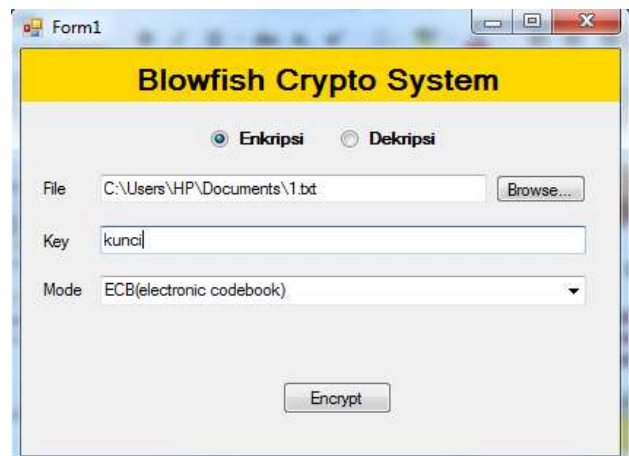 Form1
Blowfish Crypto System
Enkripsi Dekripsi
File C:\Users\HP\Documents\1.txt Browse...
Key kunci
Mode ECB(electronic codebook)
Encrypt